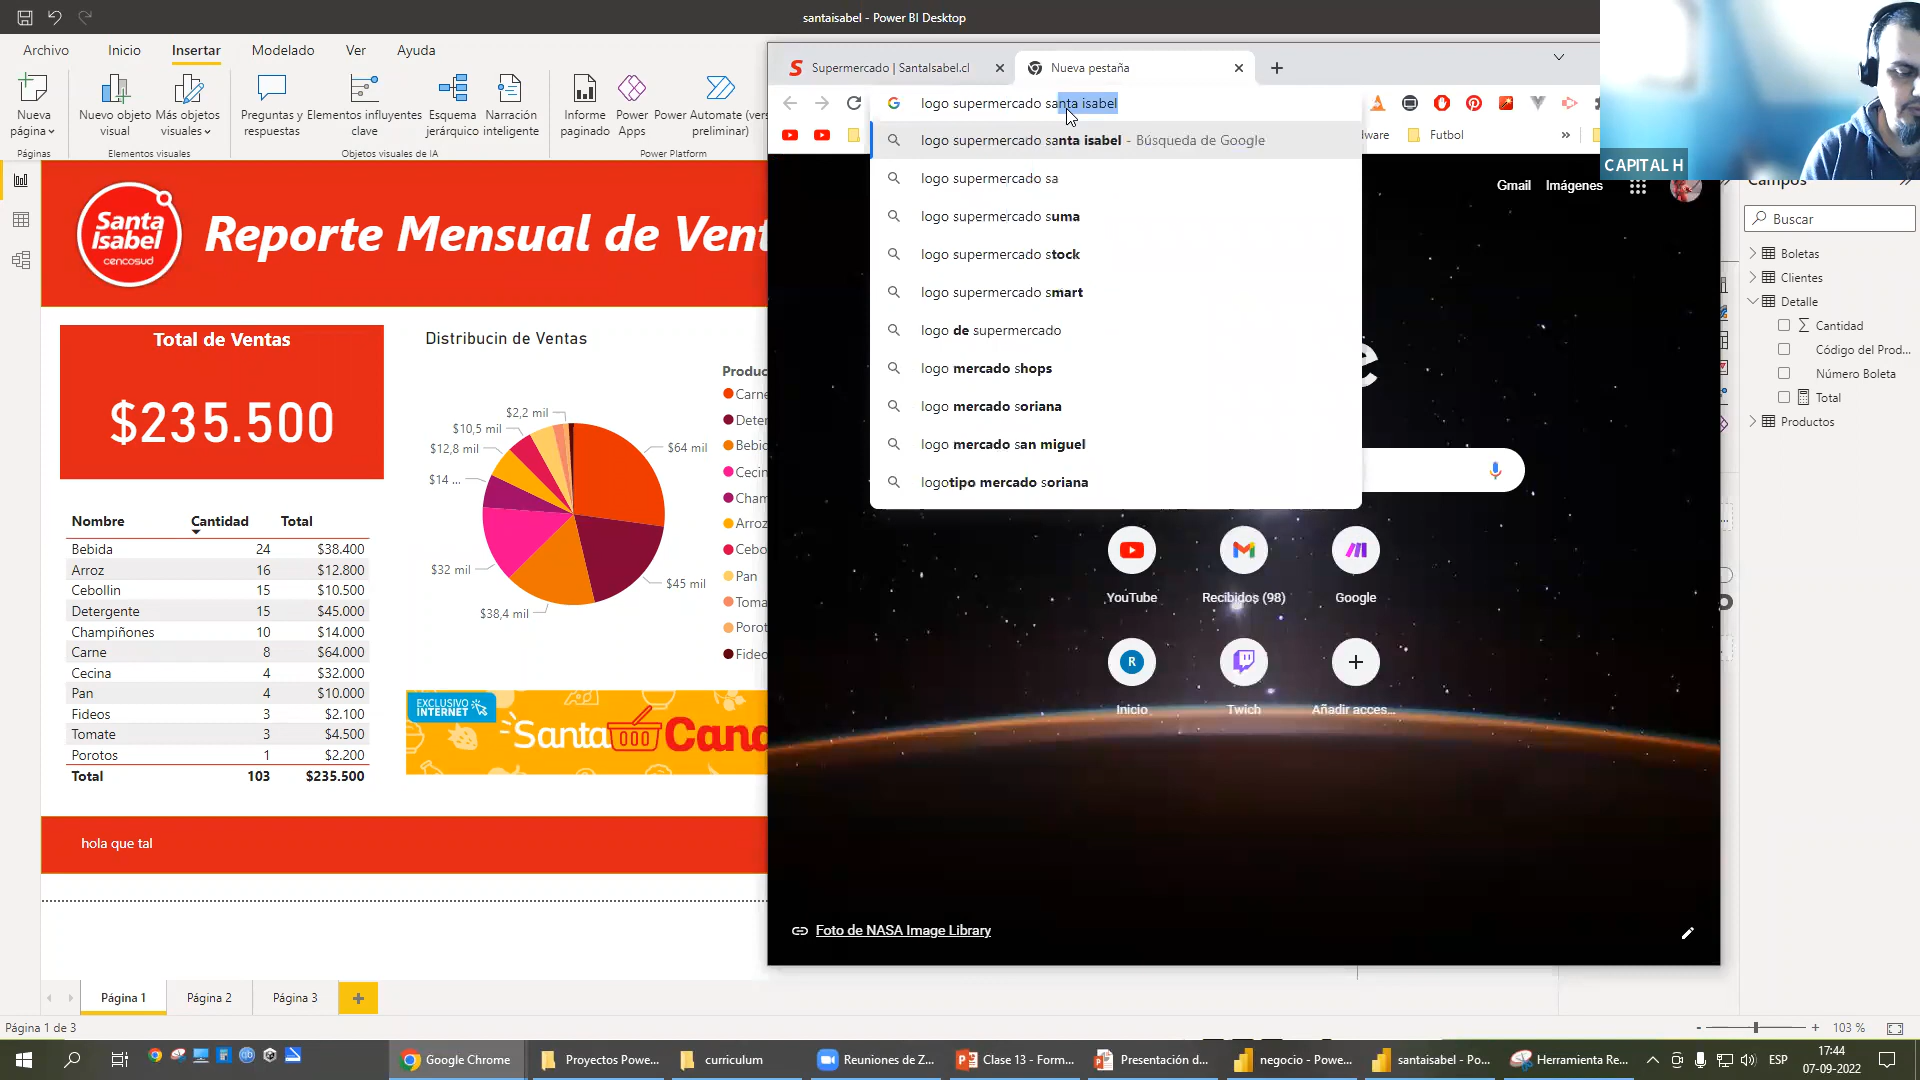 santaisabel - Power BI Desktop
Archivo Inicio Insertar Modelado Ver Ayuda
Nueva página
Nuevo objeto visual
Más objetos visuales
Preguntas y respuestas
Elementos influyentes clave
Esquema jerárquico
Narración inteligente
Informe paginado
Power Apps
Power Automate (vers preliminar)
Páginas
Elementos visuales
Objetos visuales de IA
Power Platform
Santa Isabel
cencosud
Reporte Mensual de Vent
Total de Ventas
$235.500
Nombre Cantidad Total
Bebida 24 $38.400
Arroz 16 $12.800
Cebollin 15 $10.500
Detergente 15 $45.000
Champiñones 10 $14.000
Carne 8 $64.000
Cecina 4 $32.000
Pan 4 $10.000
Fideos 3 $2.100
Tomate 3 $4.500
Porotos 1 $2.200
Total 103 $235.500
Distribucin de Ventas
$2,2 mil
$10,5 mil
$12,8 mil
$14 ...
$32 mil
$38,4 mil
$64 mil
$45 mil
Produc
Carne
Deter
Bebic
Cecin
Cham
Arroz
Cebo
Pan
Toma
Porot
Fideo
EXCLUSIVO
INTERNET
Santa Cana
hola que tal
Página 1 Página 2 Página 3 +
Página 1 de 3
Supermercado | SantaIsabel.cl
Nueva pestaña
logo supermercado santa isabel
logo supermercado santa isabel - Búsqueda de Google
logo supermercado sa
logo supermercado suma
logo supermercado stock
logo supermercado smart
logo de supermercado
logo mercado shops
logo mercado soriana
logo mercado san miguel
logotipo mercado soriana
dware Futbol »
Gmail Imágenes
e
YouTube Recibidos (98) Google
R
Inicio Twich Añadir acces...
Foto de NASA Image Library
CAPITAL H
Campos
Buscar
Boletas
Clientes
Detalle
Cantidad
Código del Prod...
Número Boleta
Total
Productos
103 %
Google Chrome
Proyectos Powe...
curriculum
Reuniones de Z...
Clase 13 - Form...
Presentación d...
negocio - Powe...
santaisabel - Po...
Herramienta Re...
ESP
17:44
07-09-2022